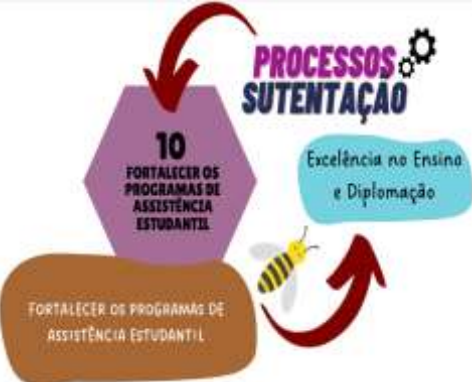 PROCESSOS
SUTENTAÇÃO
10
FORTALECER OS
PROGRAMAS DE
ASSISTÊNCIA
ESTUDANTIL
Excelência no Ensino
e Diplomação
FORTALECER OS PROGRAMAS DE
ASSISTÊNCIA ESTUDANTIL